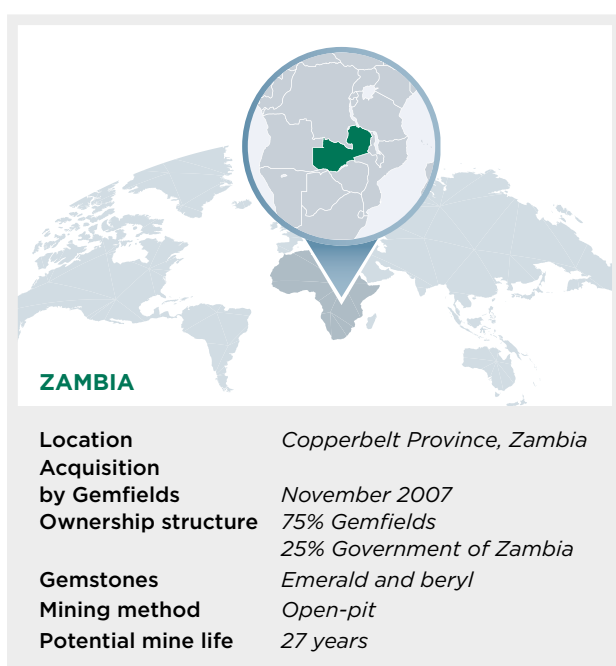 ZAMBIA
Location Copperbelt Province, Zambia
Acquisition
by Gemfields November 2007
Ownership structure 75% Gemfields
25% Government of Zambia
Gemstones Emerald and beryl
Mining method Open-pit
Potential mine life 27 years